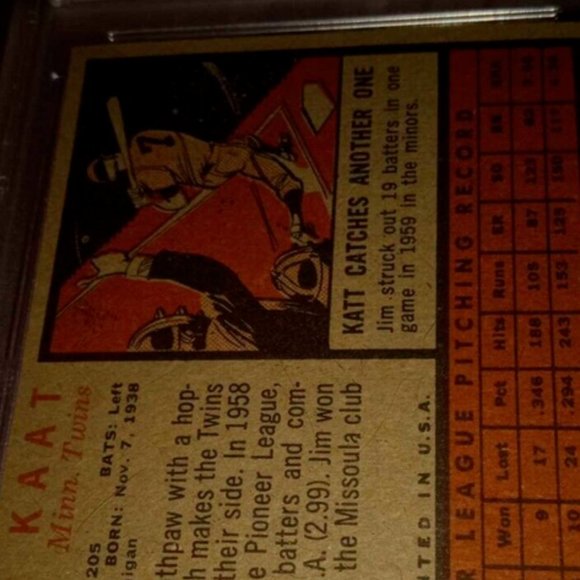 KAAT
Minn. Twins
205 BATS: Left
BORN: Nov. 7, 1938
igan
thpaw with a hop-
h makes the Twins
their side. In 1958
e Pioneer League,
batters and com-
.A. (2.99). Jim won
the Missoula club
KATT CATCHES ANOTHER ONE
Jim struck out 19 batters in one
game in 1959 in the minors.
7
TED IN U.S.A.
R LEAGUE PITCHING RECORD
Won Lost Pct Hits Runs ER SO
9 17 .346 188 105 87
10 24 .294 243 153 129